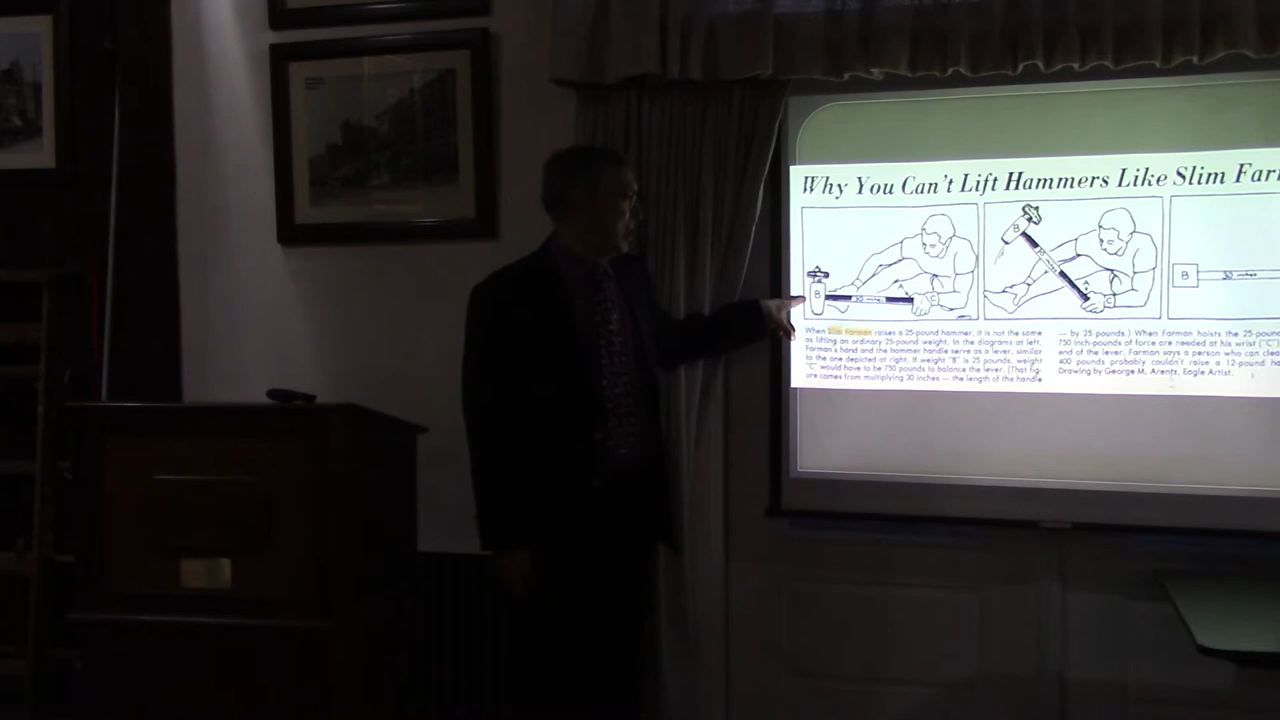 Why You Can't Lift Hammers Like Slim Far
B
30 inches
A
C
B
30 inches
A
C
B
30 inches
When Slim Farman raises a 25-pound hammer, it is not the same
as lifting an ordinary 25-pound weight. In the diagrams at left,
Farman's hand and the hammer handle serve as a lever, similar
to the one depicted at right. If weight "B" is 25 pounds, weight
"C" would have to be 750 pounds to balance the lever. (That fig-
ure comes from multiplying 30 inches — the length of the handle
— by 25 pounds.) When Farman hoists the 25-pound
750 inch-pounds of force are needed at his wrist ("C")
end of the lever. Farman says a person who can clea
400 pounds probably couldn't raise a 12-pound ha
Drawing by George M. Arentz, Eagle Artist.